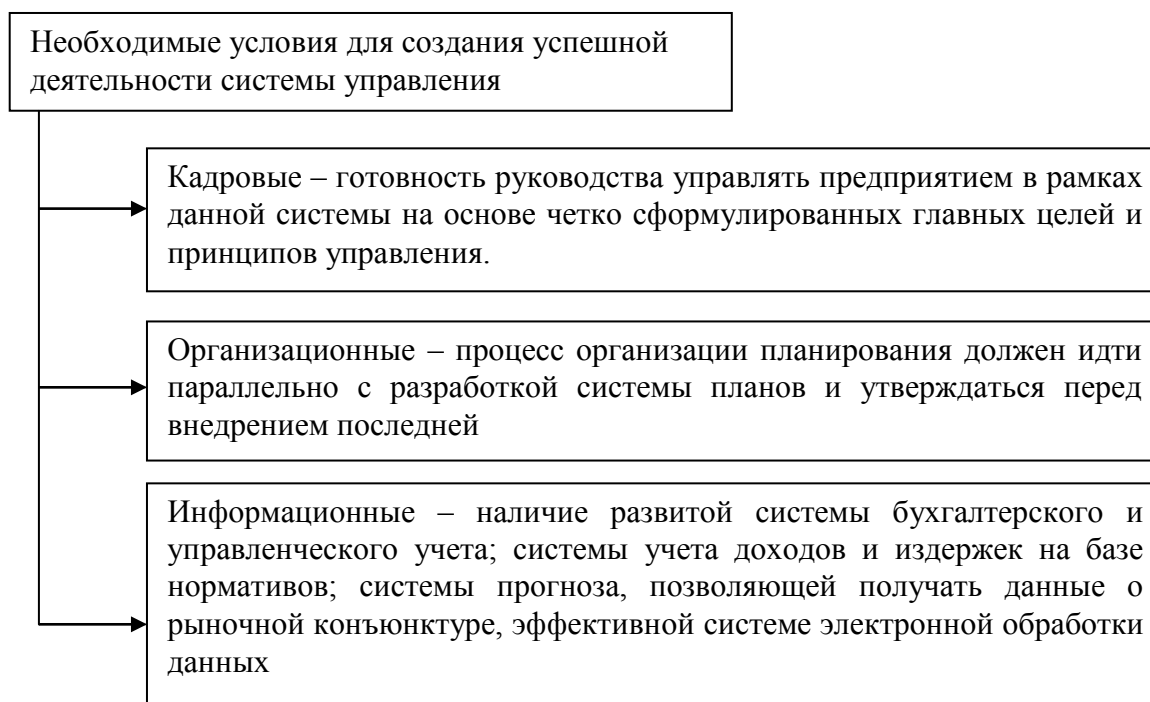 Необходимые условия для создания успешной
деятельности системы управления
Кадровые – готовность руководства управлять предприятием в рамках
данной системы на основе четко сформулированных главных целей и
принципов управления.
Организационные – процесс организации планирования должен идти
параллельно с разработкой системы планов и утверждаться перед
внедрением последней
Информационные – наличие развитой системы бухгалтерского и
управленческого учета; системы учета доходов и издержек на базе
нормативов; системы прогноза, позволяющей получать данные о
рыночной конъюнктуре, эффективной системе электронной обработки
данных